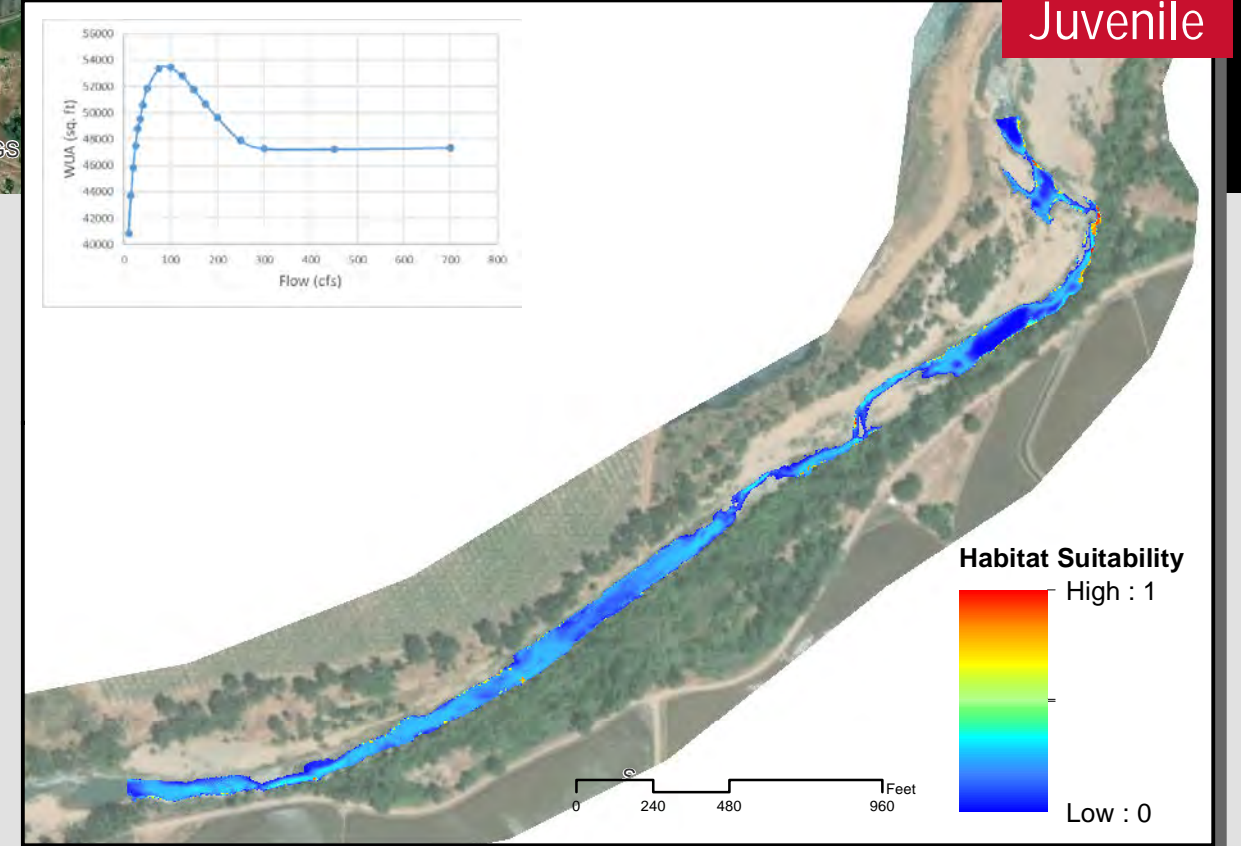 Juvenile
56000
54000
52000
50000
48000
46000
44000
42000
40000
WUA (sq. ft)
0 100 200 300 400 500 600 700 800
Flow (cfs)
GS
Habitat Suitability
High : 1
=
Low : 0
S
Feet
0 240 480 960